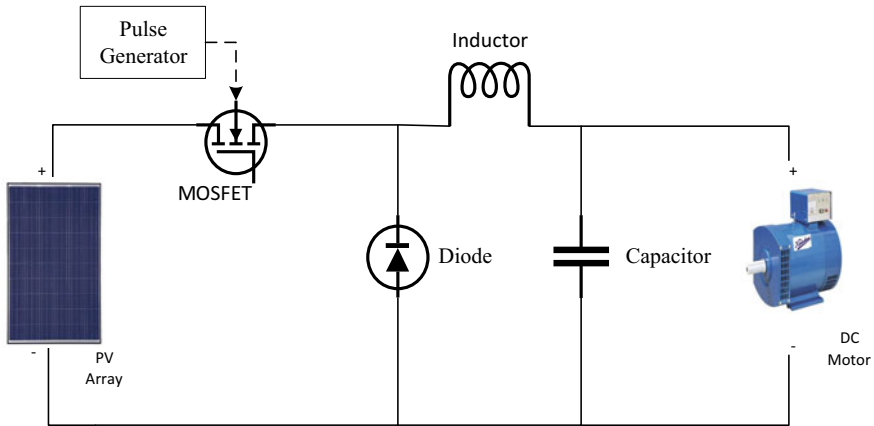 Pulse
Generator
Inductor
MOSFET
+
+
Diode
Capacitor
-
PV
Array
-
DC
Motor